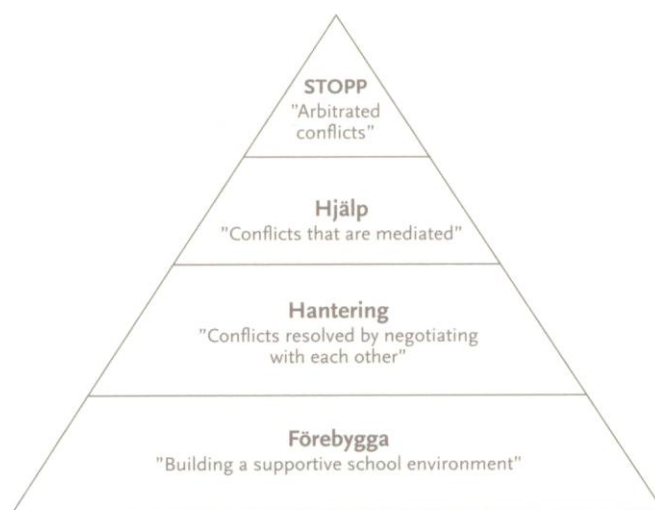 STOPP
”Arbitrated
conflicts”
Hjälp
”Conflicts that are mediated”
Hantering
”Conflicts resolved by negotiating
with each other”
Förebygga
”Building a supportive school environment”